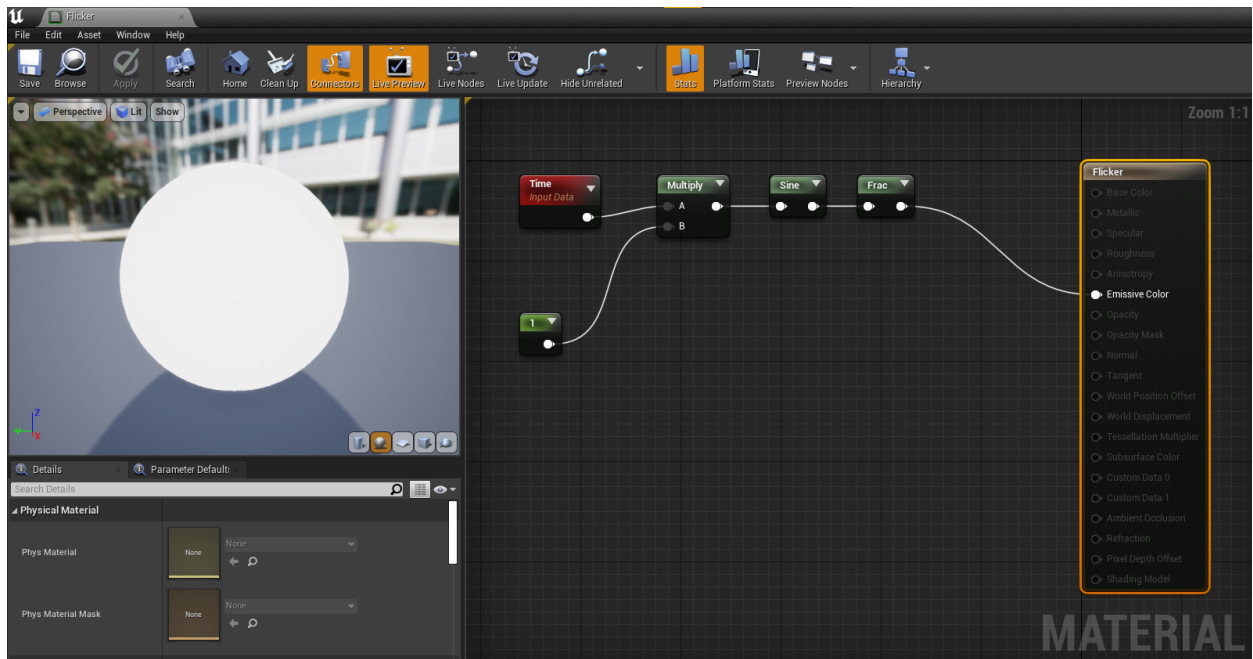 Flicker
File Edit Asset Window Help
Save Browse Apply Search Home Clean Up Connectors Live Preview Live Nodes Live Update Hide Unrelated Stats Platform Stats Preview Nodes Hierarchy
Perspective Lit Show
Zoom 1:1
Time
Input Data
Multiply
A
B
Sine
Frac
1
Flicker
Base Color
Metallic
Specular
Roughness
Anisotropy
Emissive Color
Opacity
Opacity Mask
Normal
Tangent
World Position Offset
World Displacement
Tessellation Multiplier
Subsurface Color
Custom Data 0
Custom Data 1
Ambient Occlusion
Refraction
Pixel Depth Offset
Shading Model
MATERIAL
Z
Y
X
Details Parameter Default
Search Details
Physical Material
Phys Material
None
None
Phys Material Mask
None
None